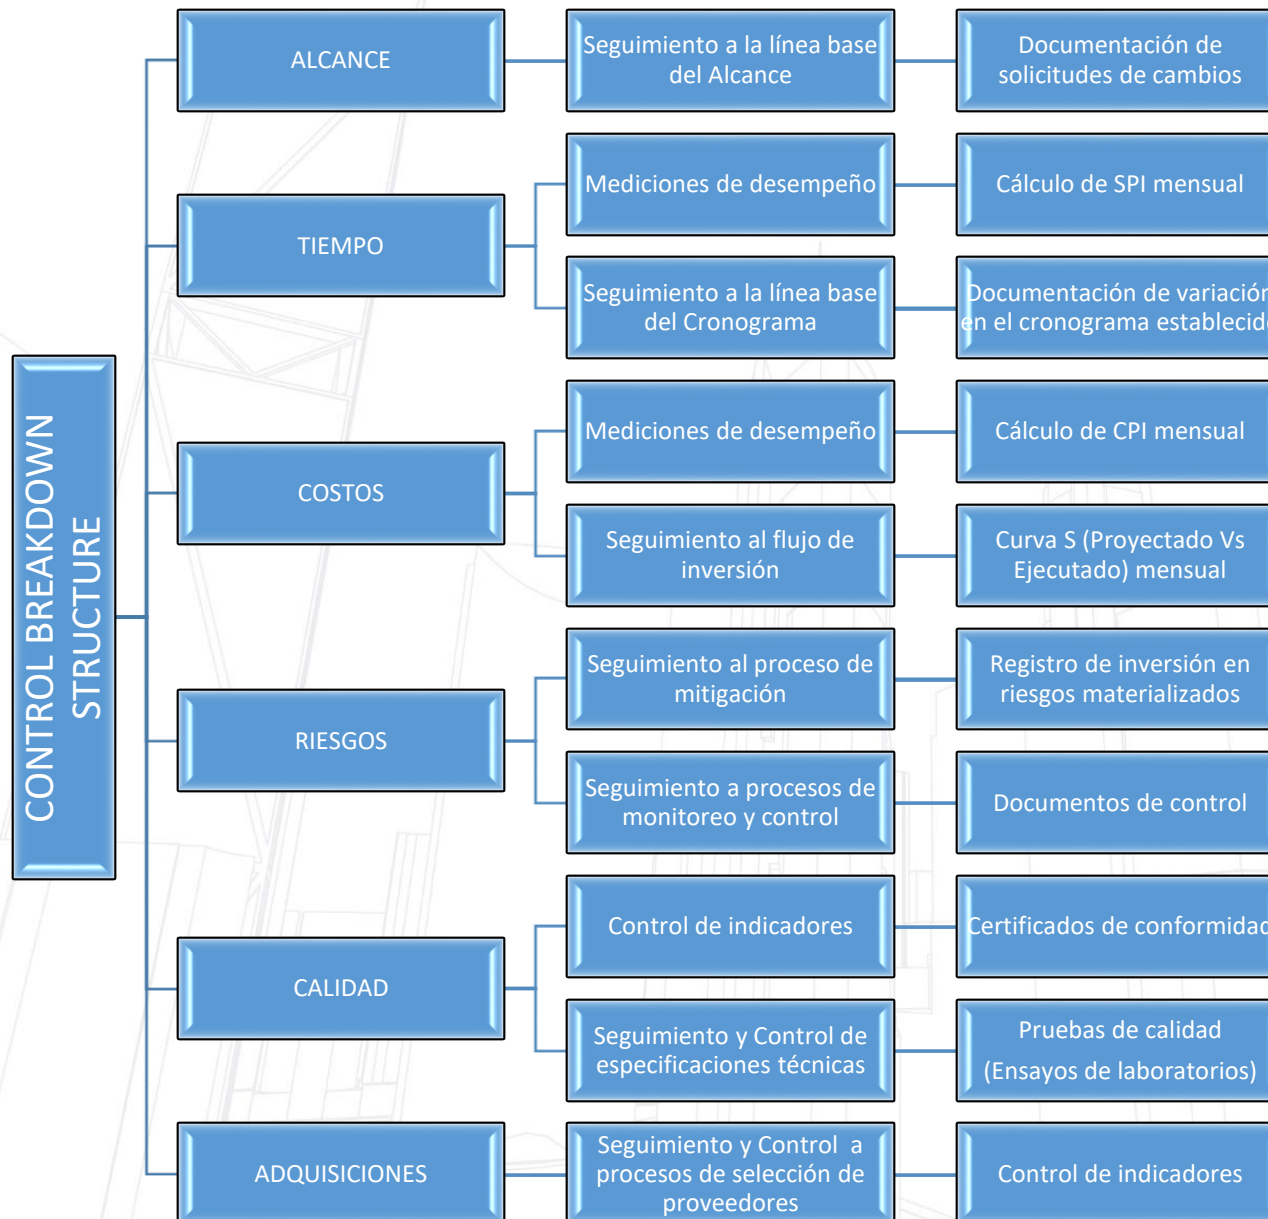 CONTROL BREAKDOWN
STRUCTURE
ALCANCE
Seguimiento a la línea base
del Alcance
Documentación de
solicitudes de cambios
TIEMPO
Mediciones de desempeño
Cálculo de SPI mensual
Seguimiento a la línea base
del Cronograma
Documentación de variación
en el cronograma establecido
COSTOS
Mediciones de desempeño
Cálculo de CPI mensual
Seguimiento al flujo de
inversión
Curva S (Proyectado Vs
Ejecutado) mensual
RIESGOS
Seguimiento al proceso de
mitigación
Registro de inversión en
riesgos materializados
Seguimiento a procesos de
monitoreo y control
Documentos de control
CALIDAD
Control de indicadores
Certificados de conformidad
Seguimiento y Control de
especificaciones técnicas
Pruebas de calidad
(Ensayos de laboratorios)
ADQUISICIONES
Seguimiento y Control a
procesos de selección de
proveedores
Control de indicadores